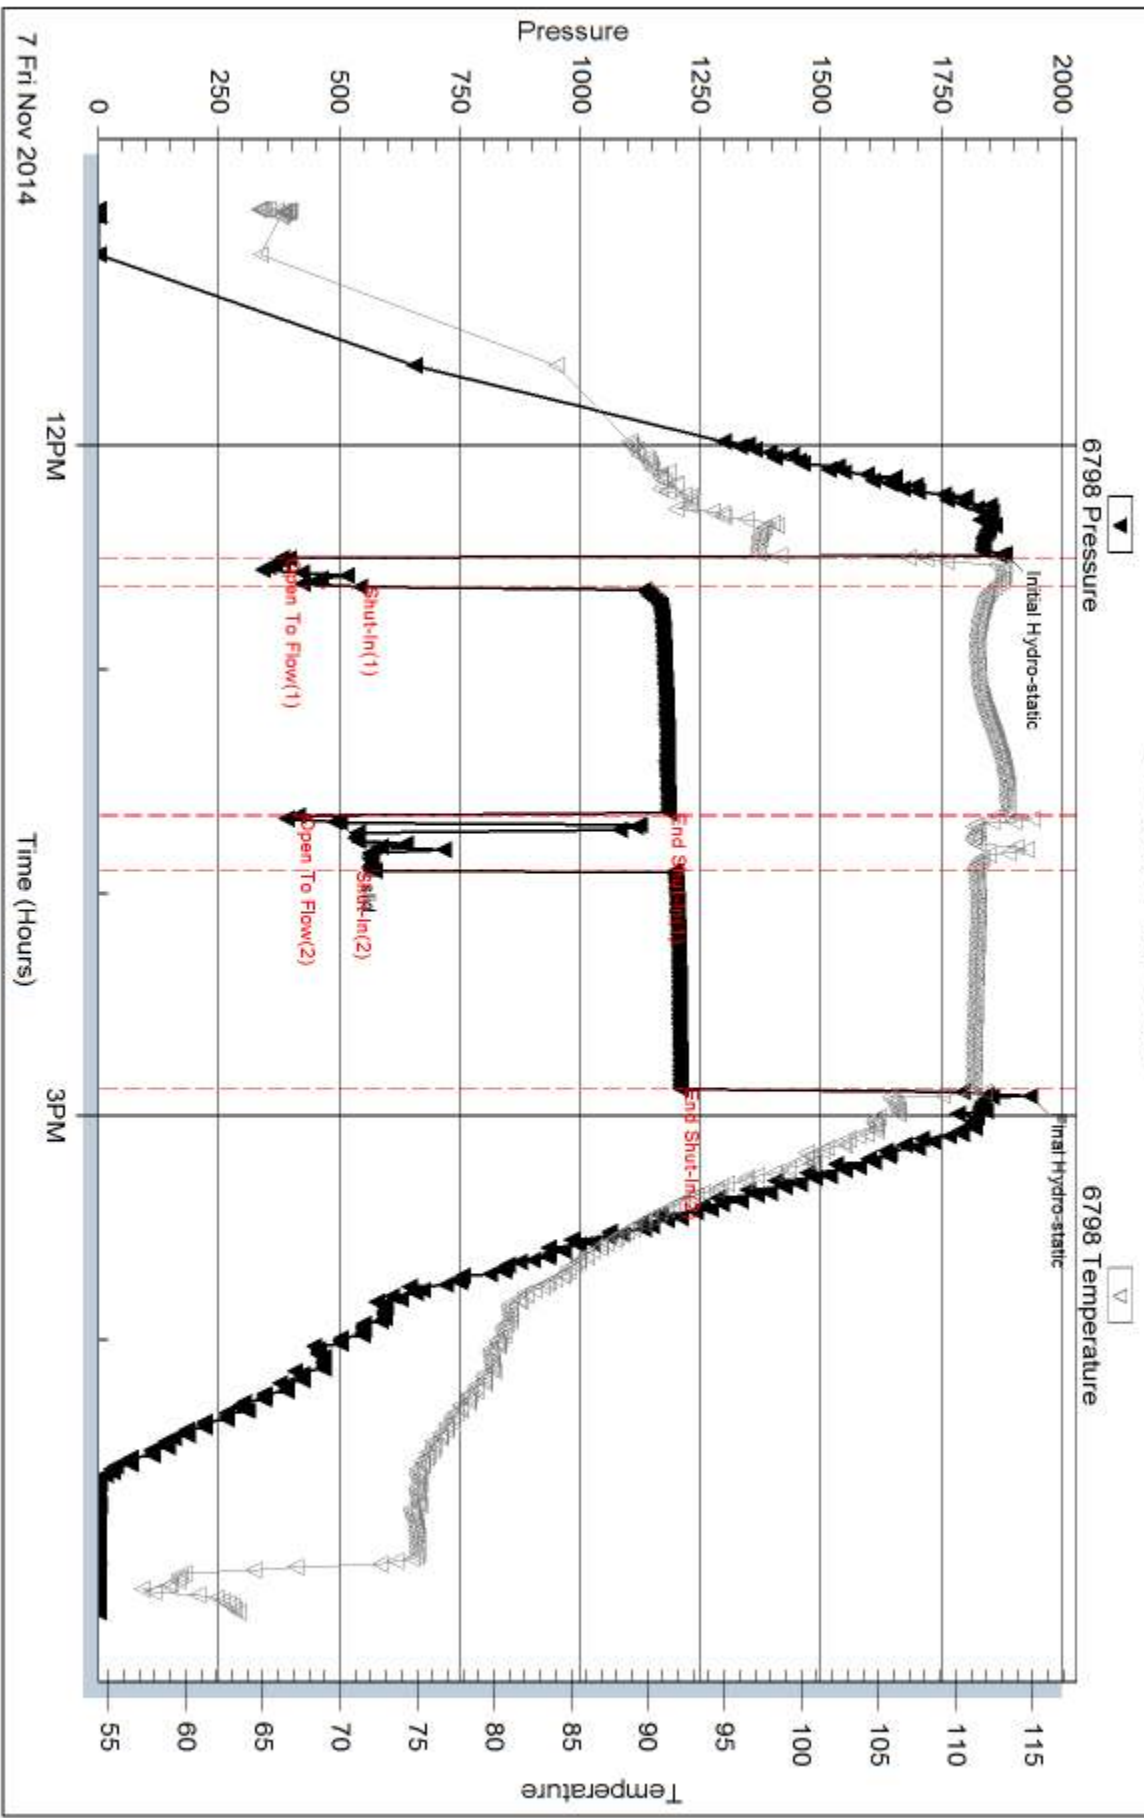 6798 Pressure
6798 Temperature
Pressure
2000
1750
1500
1250
1000
750
500
250
0
Temperature
115
110
105
100
95
90
85
80
75
70
65
60
55
Initial Hydro-static
Open To Flow(1)
Shut-In(1)
End Shut-In(1)
Open To Flow(2)
Shut-In(2)
End Shut-In(2)
Final Hydro-static
12PM
3PM
7 Fri Nov 2014
Time (Hours)